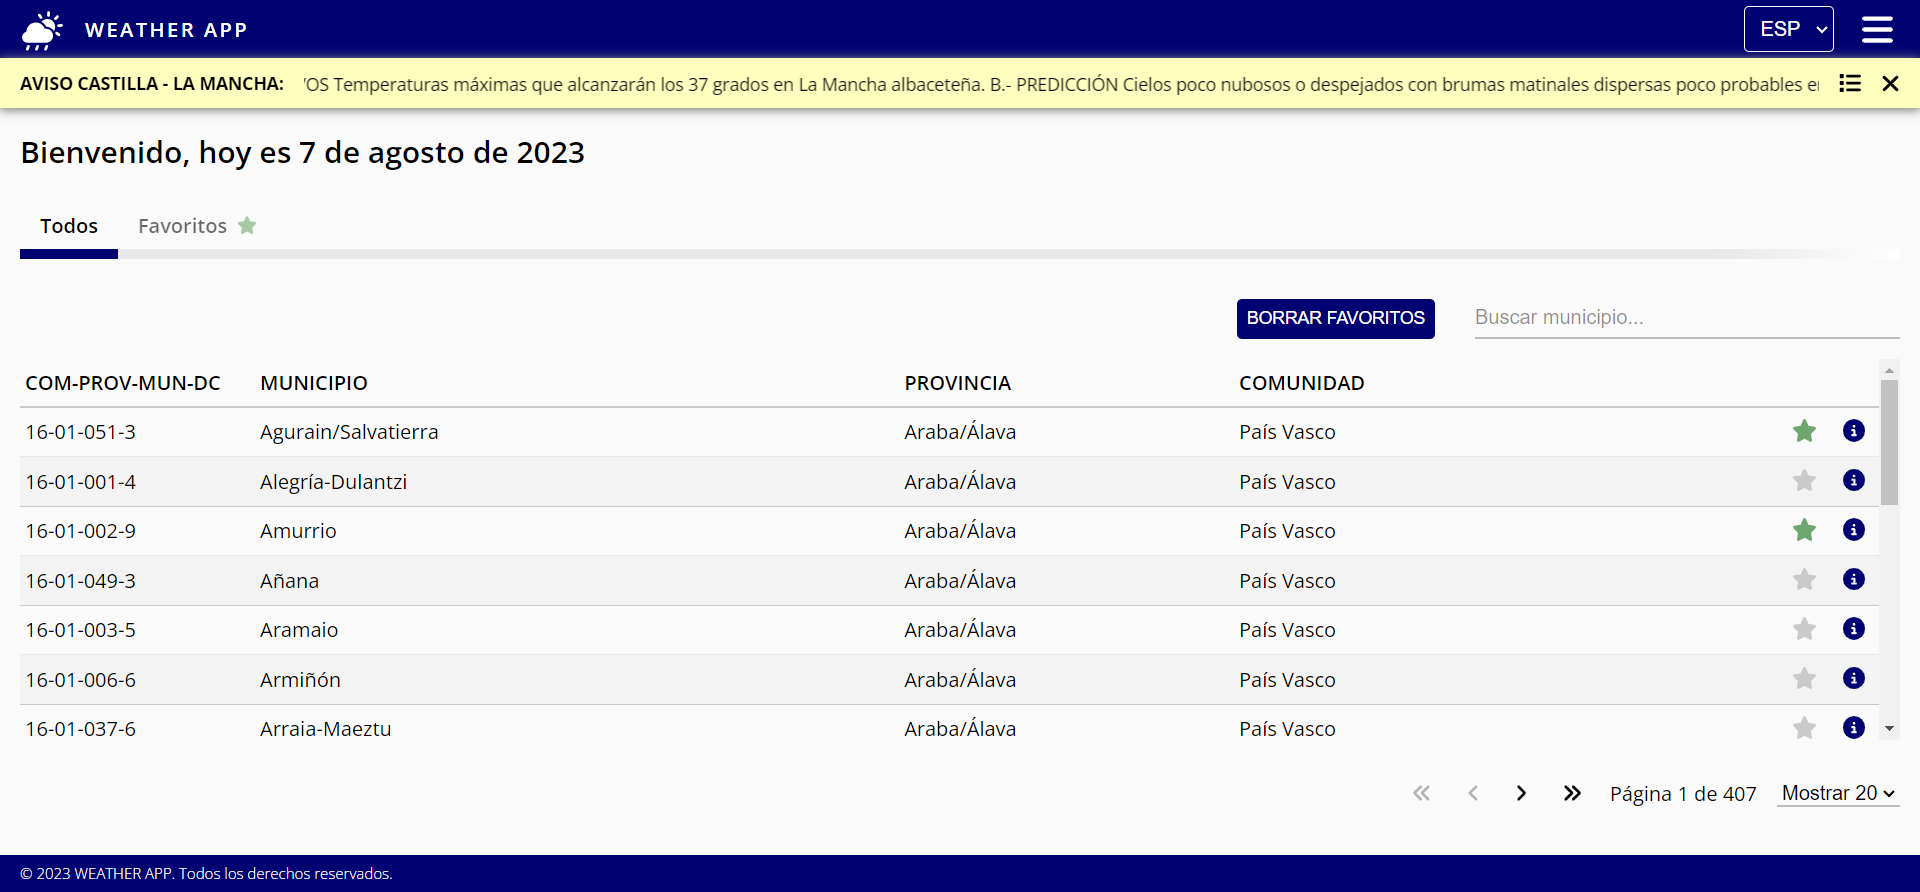 WEATHER APP
ESP
AVISO CASTILLA - LA MANCHA: Temperaturas máximas que alcanzarán los 37 grados en La Mancha albaceteña. B.- PREDICCIÓN Cielos poco nubosos o despejados con brumas matinales dispersas poco probables
Bienvenido, hoy es 7 de agosto de 2023
Todos Favoritos
BORRAR FAVORITOS Buscar municipio...
COM-PROV-MUN-DC MUNICIPIO PROVINCIA COMUNIDAD
16-01-051-3 Agurain/Salvatierra Araba/Álava País Vasco
16-01-001-4 Alegría-Dulantzi Araba/Álava País Vasco
16-01-002-9 Amurrio Araba/Álava País Vasco
16-01-049-3 Añana Araba/Álava País Vasco
16-01-003-5 Aramaio Araba/Álava País Vasco
16-01-006-6 Armiñón Araba/Álava País Vasco
16-01-037-6 Arraia-Maeztu Araba/Álava País Vasco
Página 1 de 407 Mostrar 20
© 2023 WEATHER APP. Todos los derechos reservados.